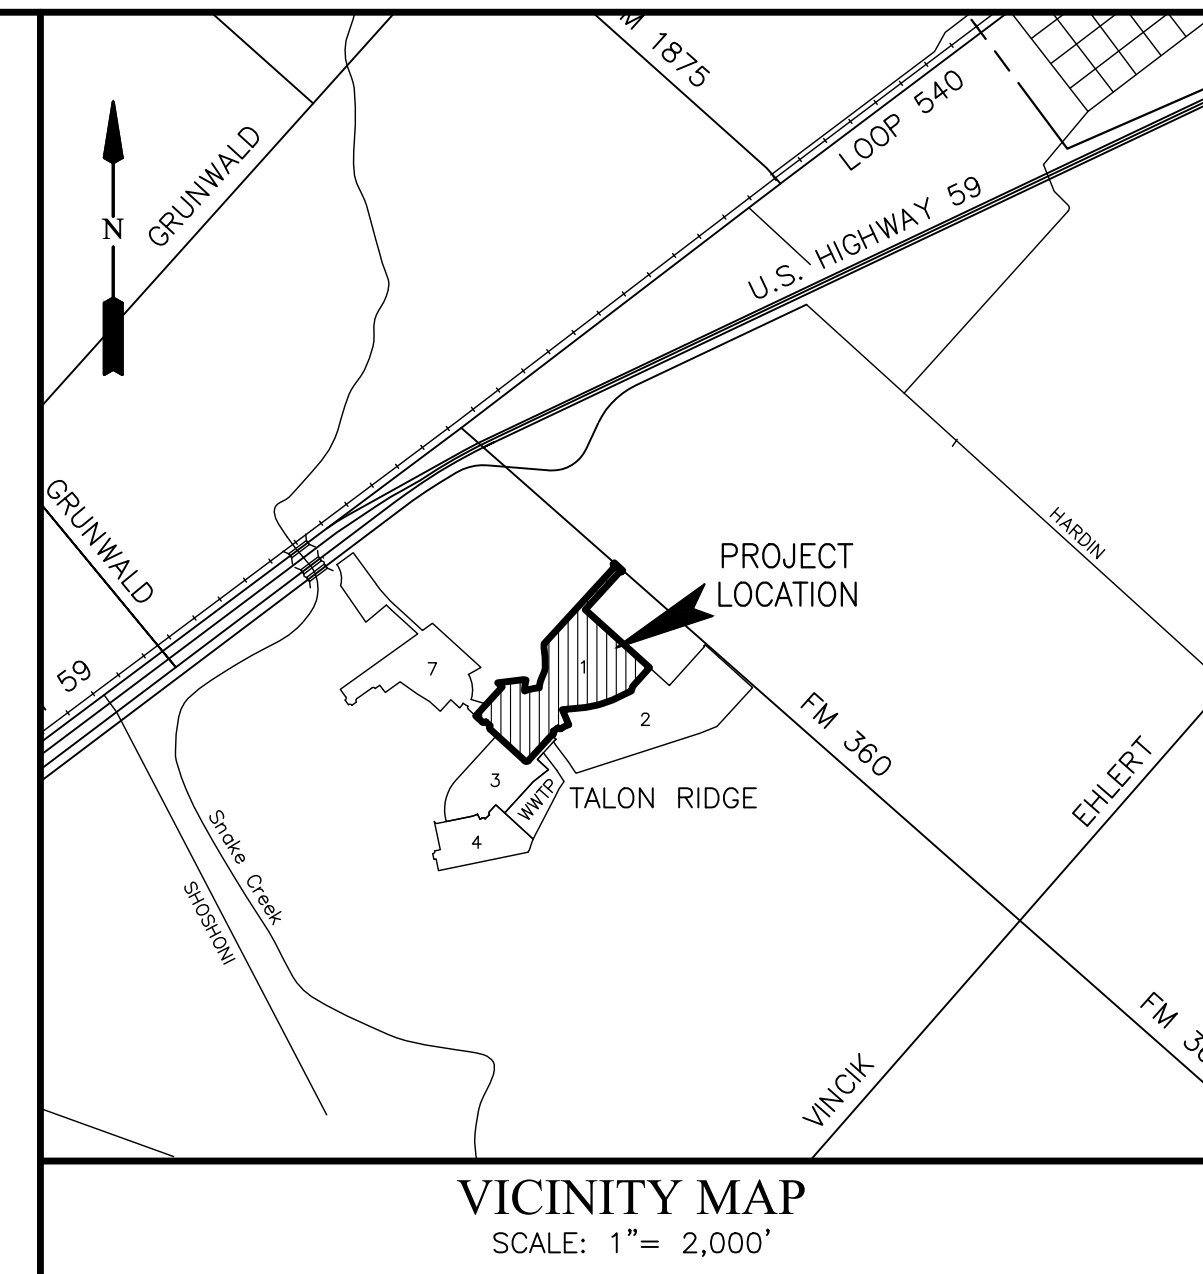 M 1875
LOOP 540
GRUNWALD
N
U.S. HIGHWAY 59
GRUNWALD
HARDIN
PROJECT
LOCATION
59
7
1
2
FM 360
3
WWTP
TALON RIDGE
EHLERT
4
Snake Creek
SHOSHONI
FM 36
VINCIK
VICINITY MAP
SCALE: 1"= 2,000'